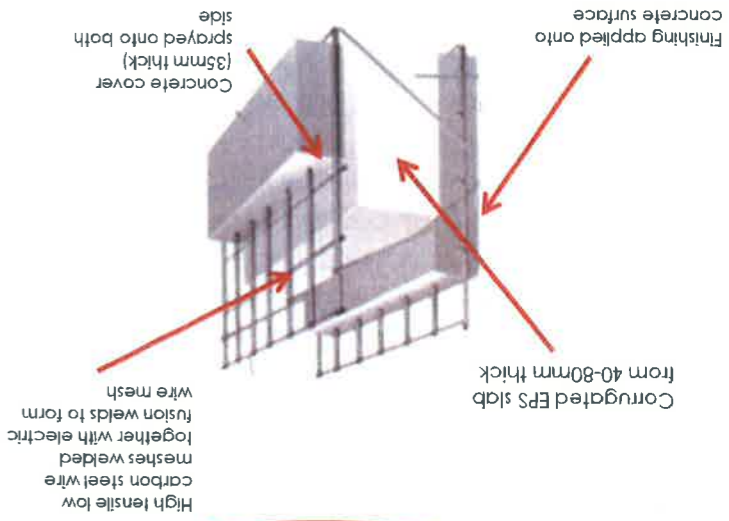 High tensile low
carbon steel wire
meshes welded
together with electric
fusion welds to form
wire mesh
Corrugated EPS slab
from 40-80mm thick
Concrete cover
(35mm thick)
sprayed onto both
side
Finishing applied onto
concrete surface